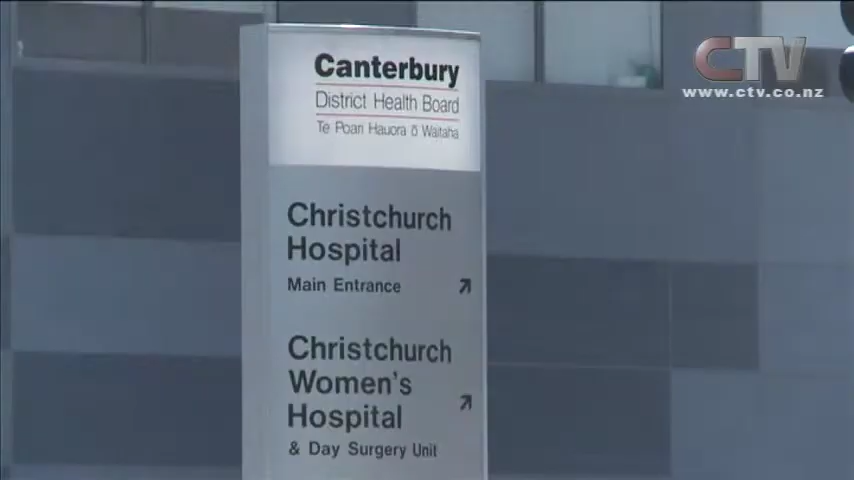 CTV
www.ctv.co.nz
Canterbury
District Health Board
Te Poari Hauora ō Waitaha
Christchurch
Hospital
Main Entrance
Christchurch
Women's
Hospital
& Day Surgery Unit